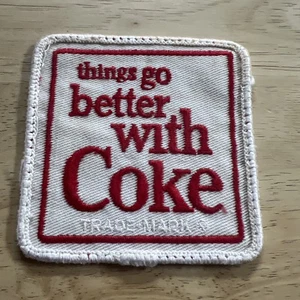 things go
better
with
Coke
TRADE-MARK ®